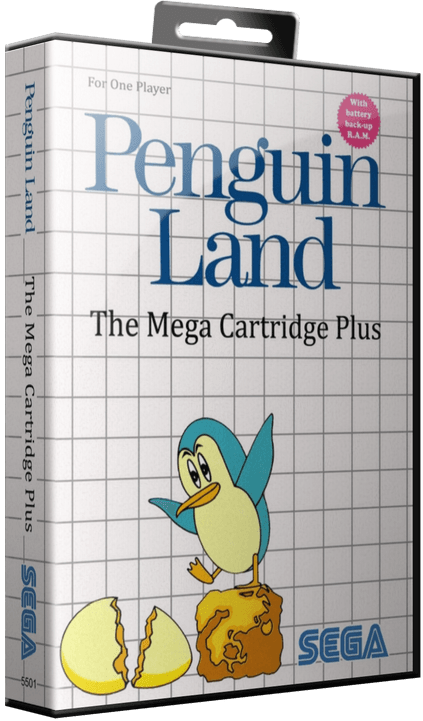 For One Player
With
battery
back-up
R.A.M.
Penguin
Land
The Mega Cartridge Plus
SEGA
Penguin Land
The Mega Cartridge Plus
SEGA
5501